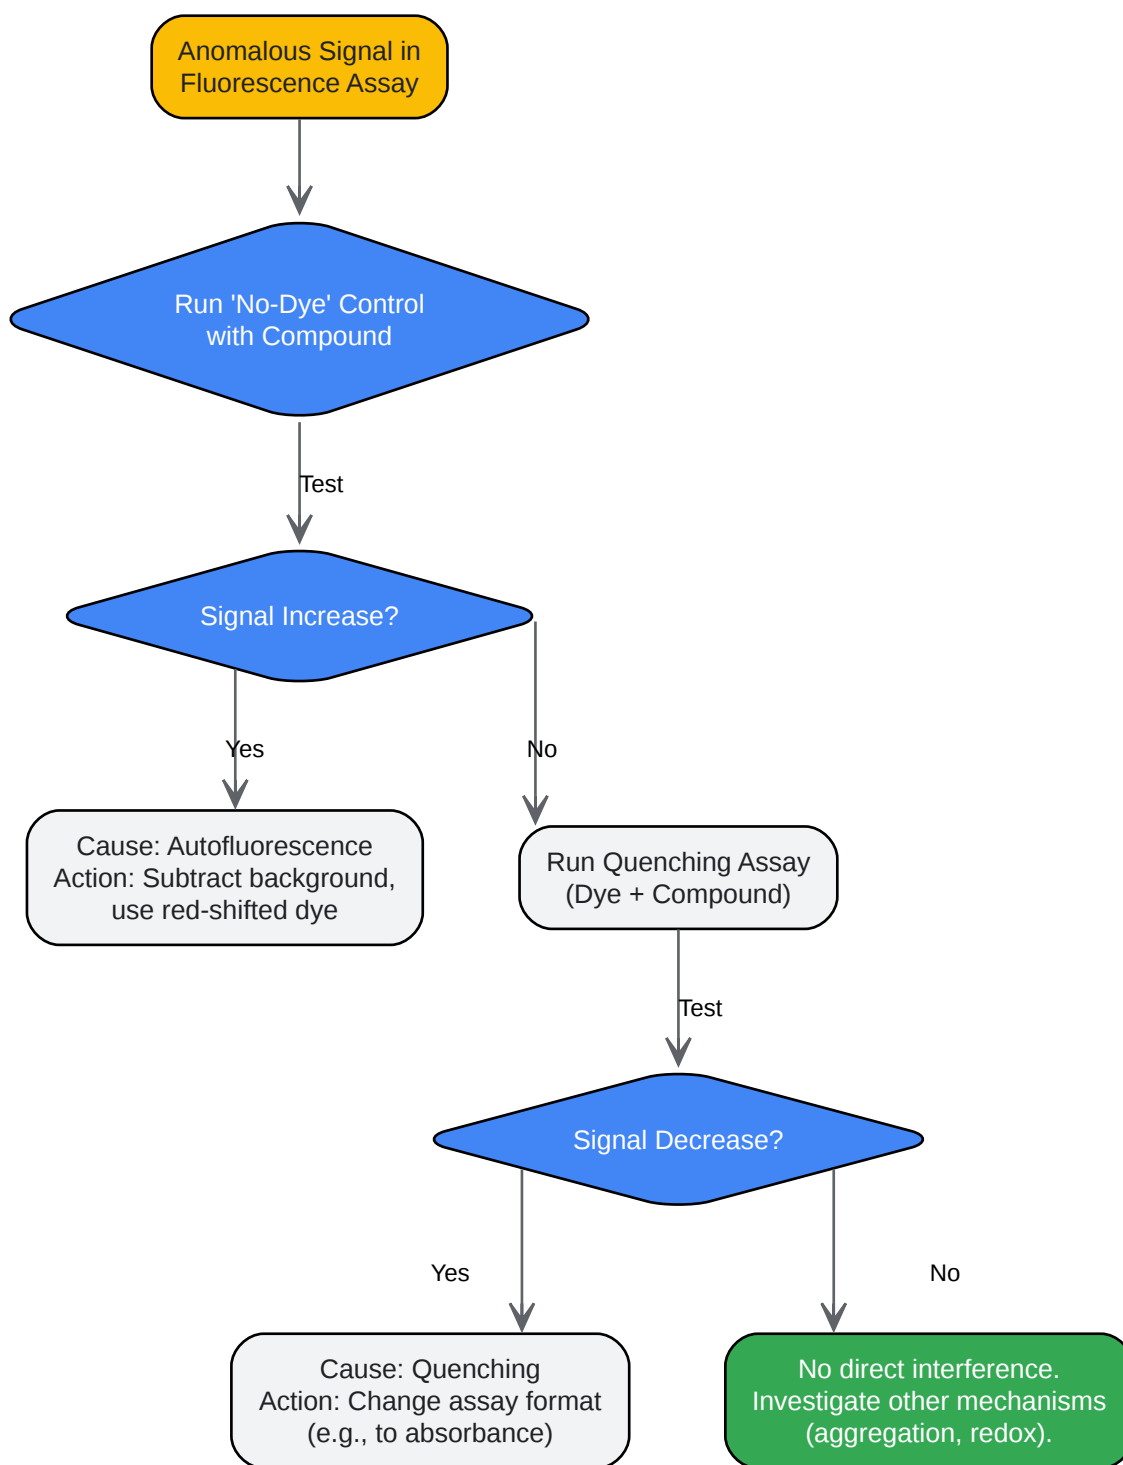 Anomalous Signal in
Fluorescence Assay
Run 'No-Dye' Control
with Compound
Test
Signal Increase?
Yes
No
Cause: Autofluorescence
Action: Subtract background,
use red-shifted dye
Run Quenching Assay
(Dye + Compound)
Test
Signal Decrease?
Yes
No
Cause: Quenching
Action: Change assay format
(e.g., to absorbance)
No direct interference.
Investigate other mechanisms
(aggregation, redox).